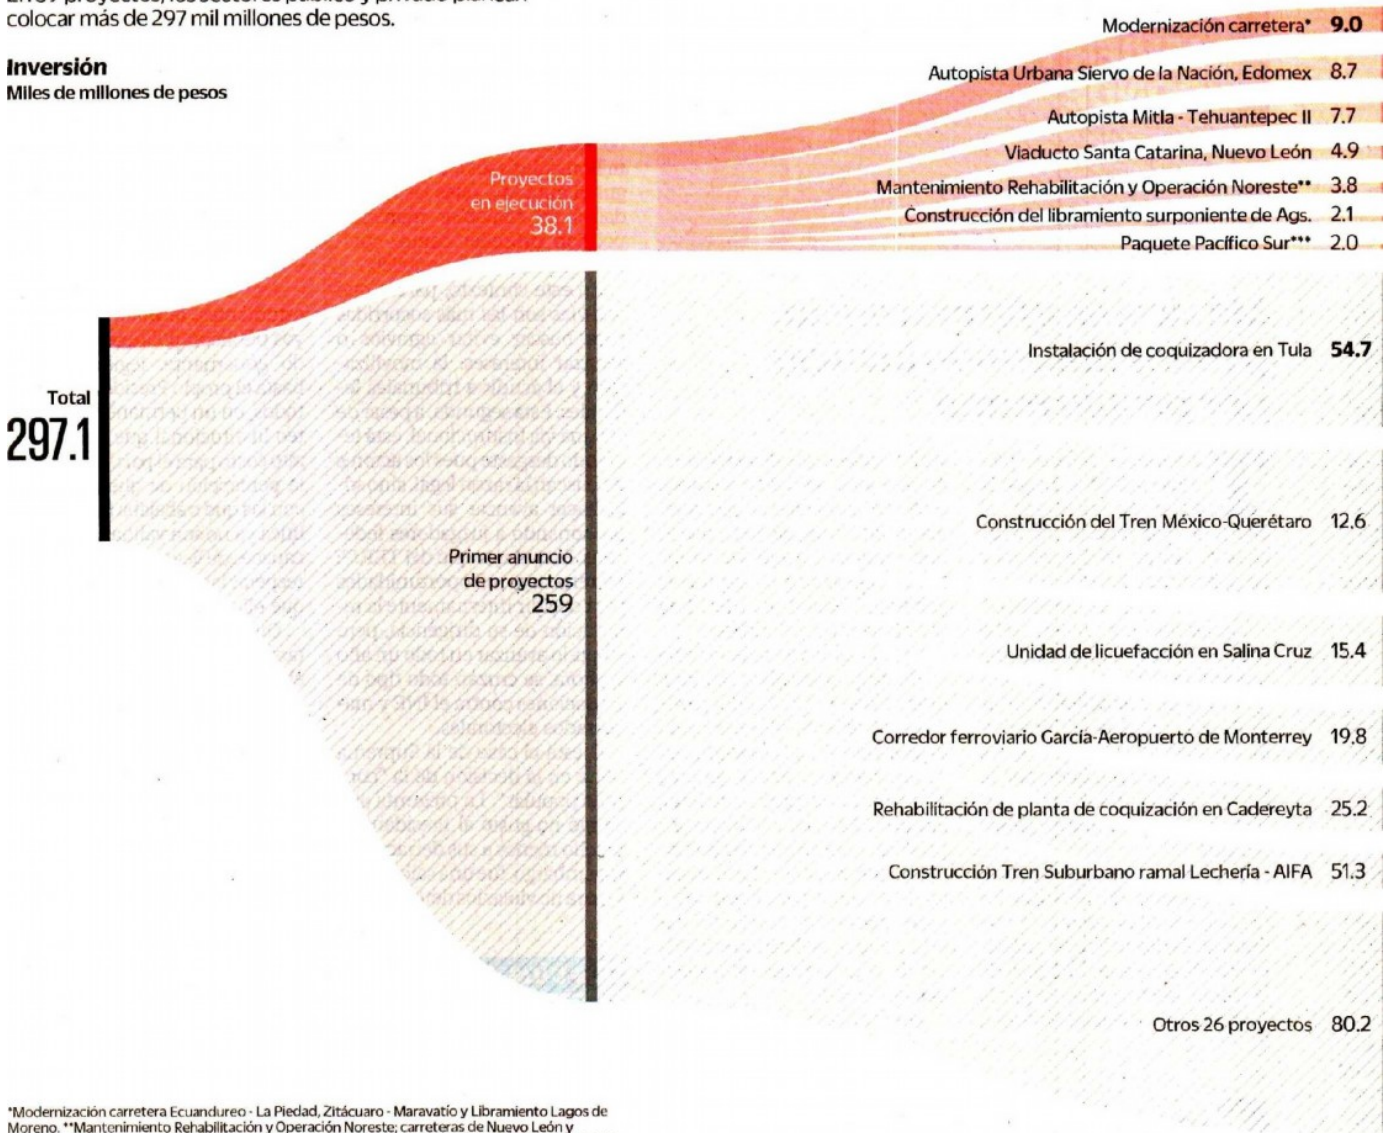 colocar más de 297 mil millones de pesos.
Inversión
Miles de millones de pesos
Modernización carretera* 9.0
Autopista Urbana Siervo de la Nación, Edomex 8.7
Autopista Mitla - Tehuantepec II 7.7
Viaducto Santa Catarina, Nuevo León 4.9
Mantenimiento Rehabilitación y Operación Noreste** 3.8
Construcción del libramiento surponiente de Ags. 2.1
Paquete Pacífico Sur*** 2.0
Proyectos
en ejecución
38.1
Instalación de coquizadora en Tula 54.7
Total
297.1
Construcción del Tren México-Querétaro 12.6
Primer anuncio
de proyectos
259
Unidad de licuefacción en Salina Cruz 15.4
Corredor ferroviario García-Aeropuerto de Monterrey 19.8
Rehabilitación de planta de coquización en Cadereyta 25.2
Construcción Tren Suburbano ramal Lechería - AIFA 51.3
Otros 26 proyectos 80.2
*Modernización carretera Ecuandureo - La Piedad, Zitácuaro - Maravatío y Libramiento Lagos de
Moreno. **Mantenimiento Rehabilitación y Operación Noreste; carreteras de Nuevo León y